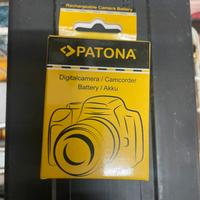 Rechargeable Camera Battery
PATONA
Digitalcamera / Camcorder
Battery / Akku